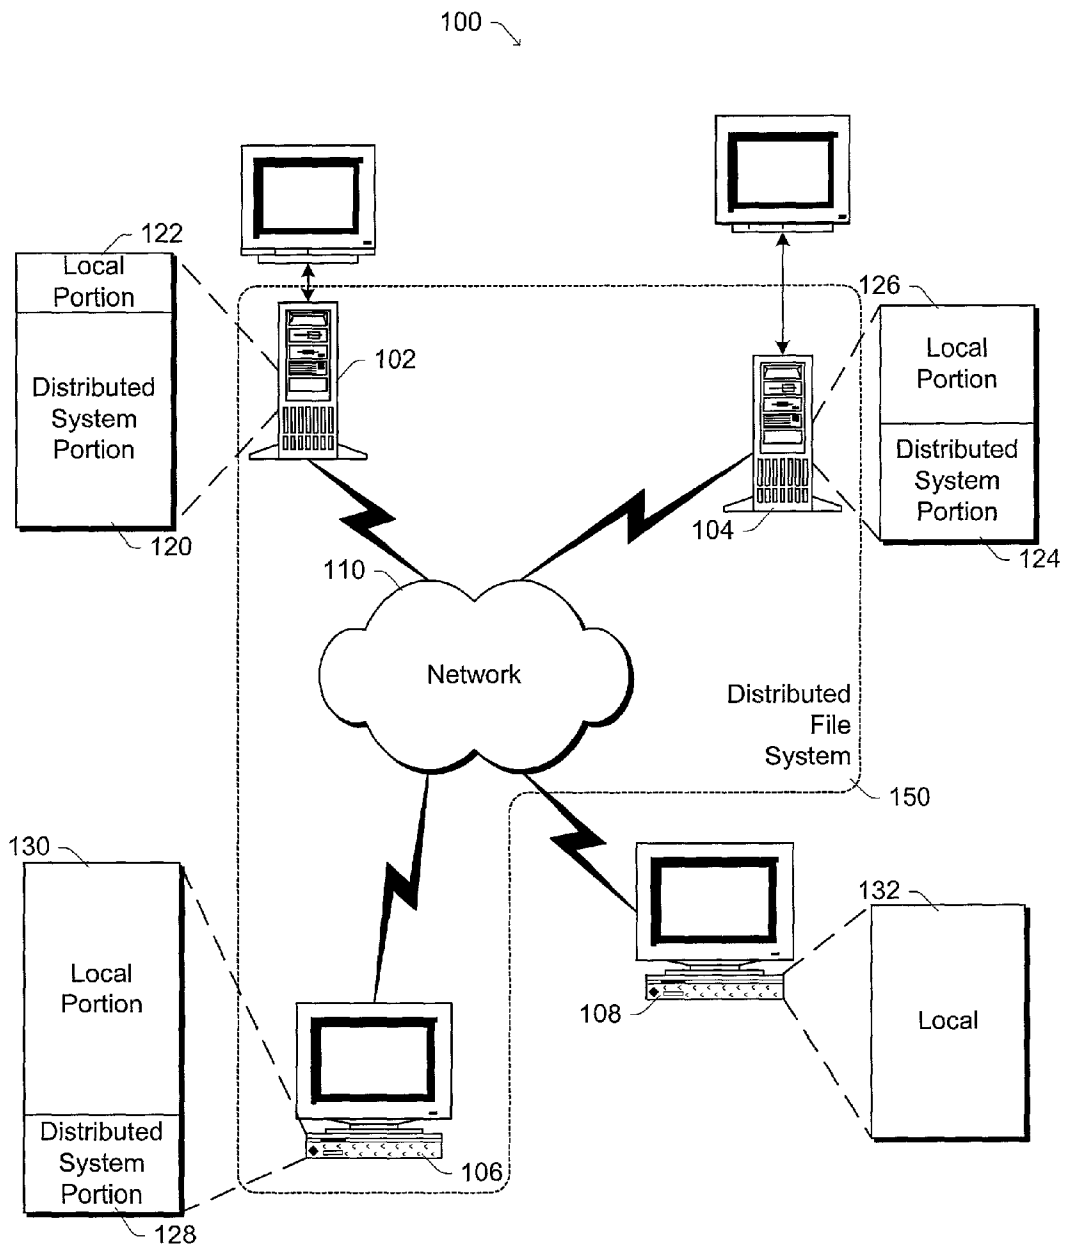 100
122
Local
Portion
Distributed
System
Portion
120
102
126
Local
Portion
Distributed
System
Portion
124
104
110
Network
Distributed
File
System
150
130
Local
Portion
Distributed
System
Portion
128
106
108
132
Local